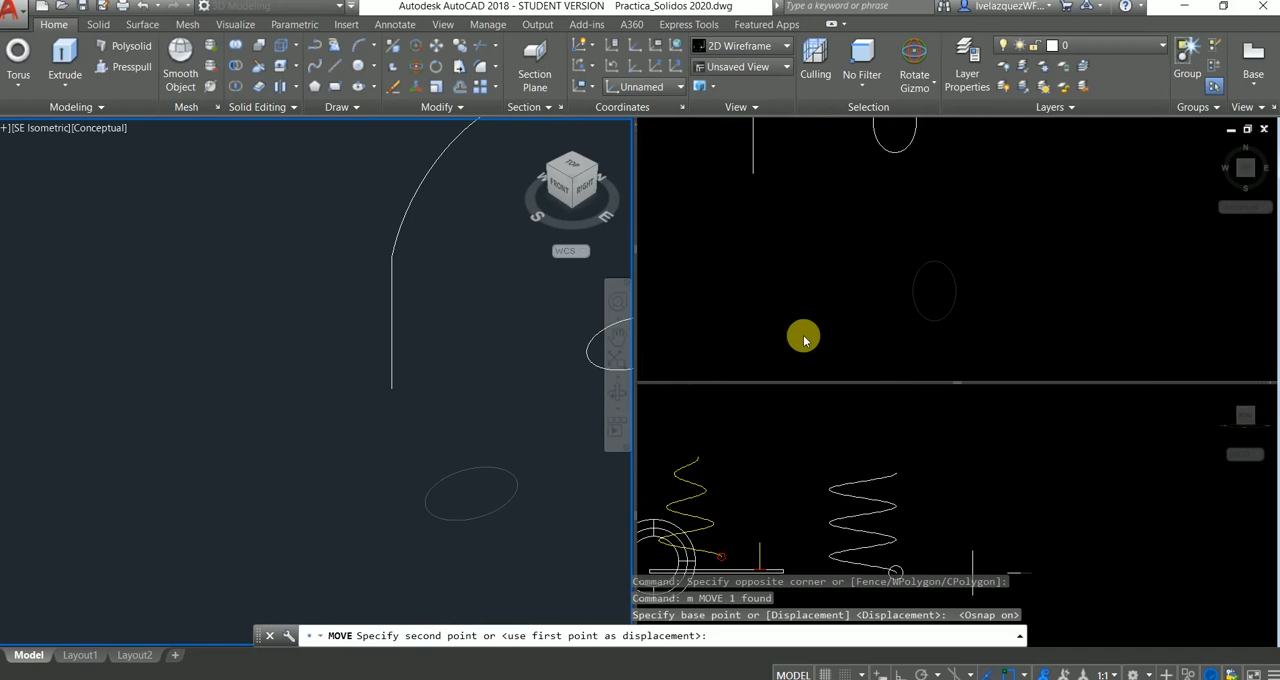 3D Modeling
Autodesk AutoCAD 2018 - STUDENT VERSION Practica_Solidos 2020.dwg
Type a keyword or phrase
lvelazquezWF...
Home Solid Surface Mesh Visualize Parametric Insert Annotate View Manage Output Add-ins A360 Express Tools Featured Apps
Torus
Extrude
Polysolid
Presspull
Smooth
Object
Section
Plane
2D Wireframe
Unsaved View
Unnamed
Culling
No Filter
Rotate
Gizmo
Layer
Properties
0
Group
Base
Modeling
Mesh
Solid Editing
Draw
Modify
Section
Coordinates
View
Selection
Layers
Groups
View
+][SE Isometric][Conceptual]
TOP
FRONT
RIGHT
S
E
WCS
N
W
E
S
Command: Specify opposite corner or [Fence/WPolygon/CPolygon]:
Command: m MOVE 1 found
Specify base point or [Displacement] <Displacement>: <Osnap on>
MOVE Specify second point or <use first point as displacement>:
Model Layout1 Layout2 +
MODEL
1:1